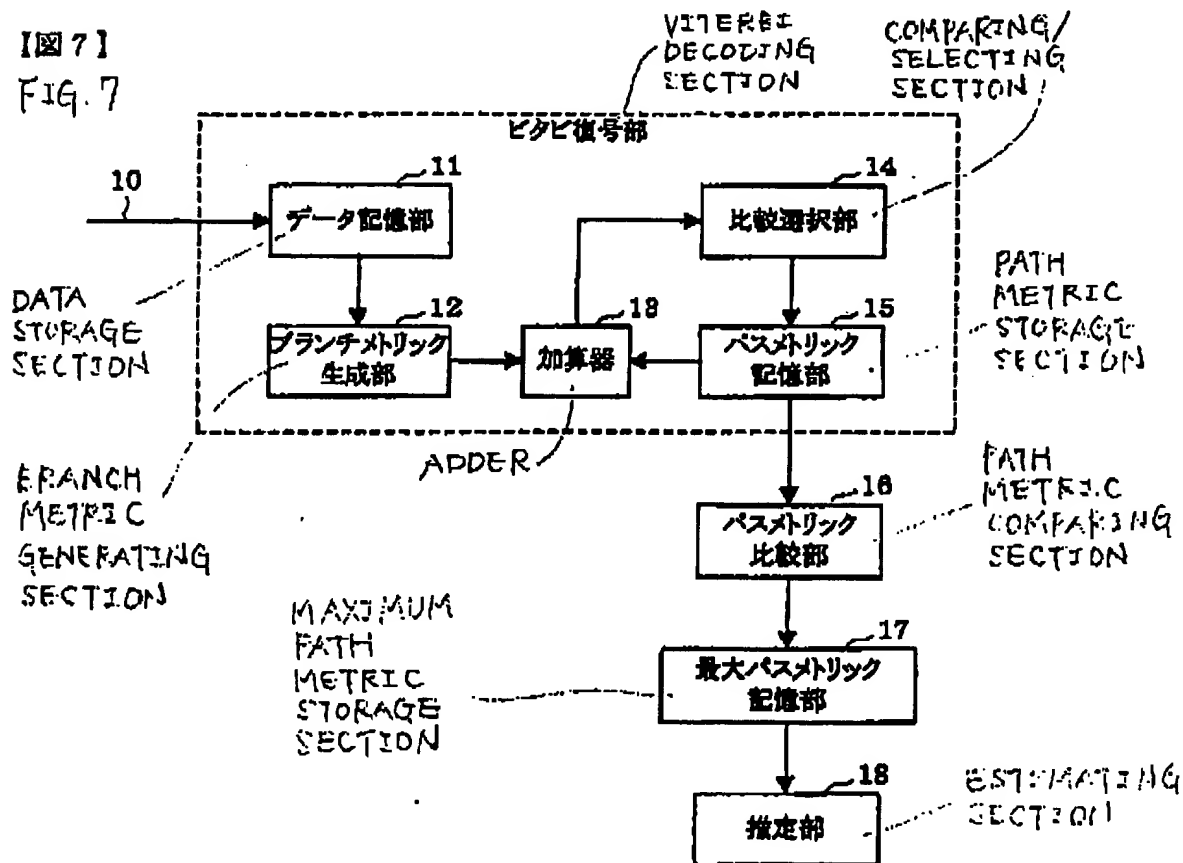 【図7】
FIG. 7
VITERBI
DECODING
SECTION
COMPARING/
SELECTING
SECTION
ビタビ復号部
10
11
データ記憶部
14
比較選択部
DATA
STORAGE
SECTION
12
ブランチメトリック
生成部
13
加算器
15
パスメトリック
記憶部
PATH
METRIC
STORAGE
SECTION
ADDER
BRANCH
METRIC
GENERATING
SECTION
16
パスメトリック
比較部
PATH
METRIC
COMPARING
SECTION
MAXIMUM
PATH
METRIC
STORAGE
SECTION
17
最大パスメトリック
記憶部
18
推定部
ESTIMATING
SECTION